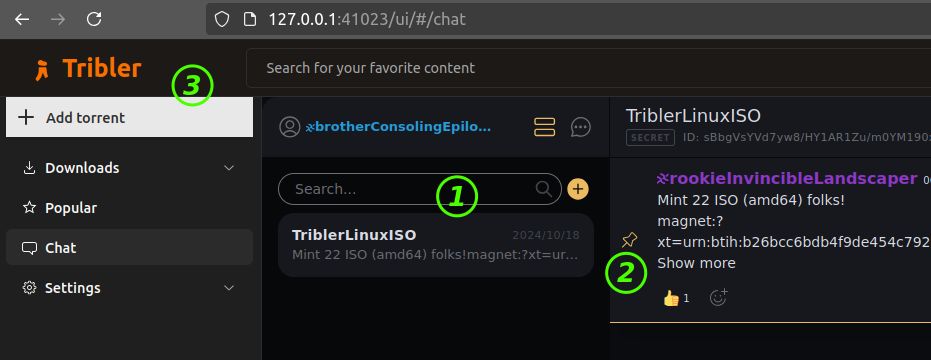 127.0.0.1:41023/ui/#/chat
Tribler
Search for your favorite content
3
Add torrent
Downloads
Popular
Chat
Settings
brotherConsolingEpilo...
Search...
1
TriblerLinuxISO
2024/10/18
Mint 22 ISO (amd64) folks!magnet:?xt=ur...
TriblerLinuxISO
SECRET ID: sBbgVsYVd7yw8/HY1AR1Zu/m0YM190
rookieInvincibleLandscaper
Mint 22 ISO (amd64) folks!
magnet:?
xt=urn:btih:b26bcc6bdb4f9de454c792
2
Show more
1